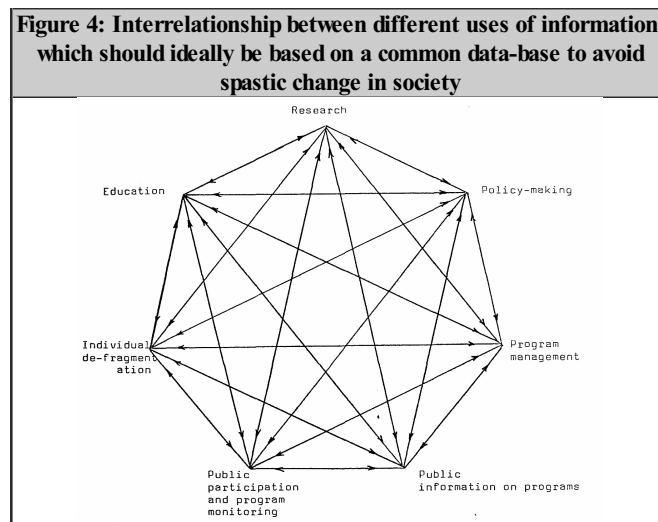 Figure 4: Interrelationship between different uses of information
which should ideally be based on a common data-base to avoid
spastic change in society
Research
Education
Policy-making
Individual
de-fragment
ation
Program
management
Public
participation
and program
monitoring
Public
information on programs